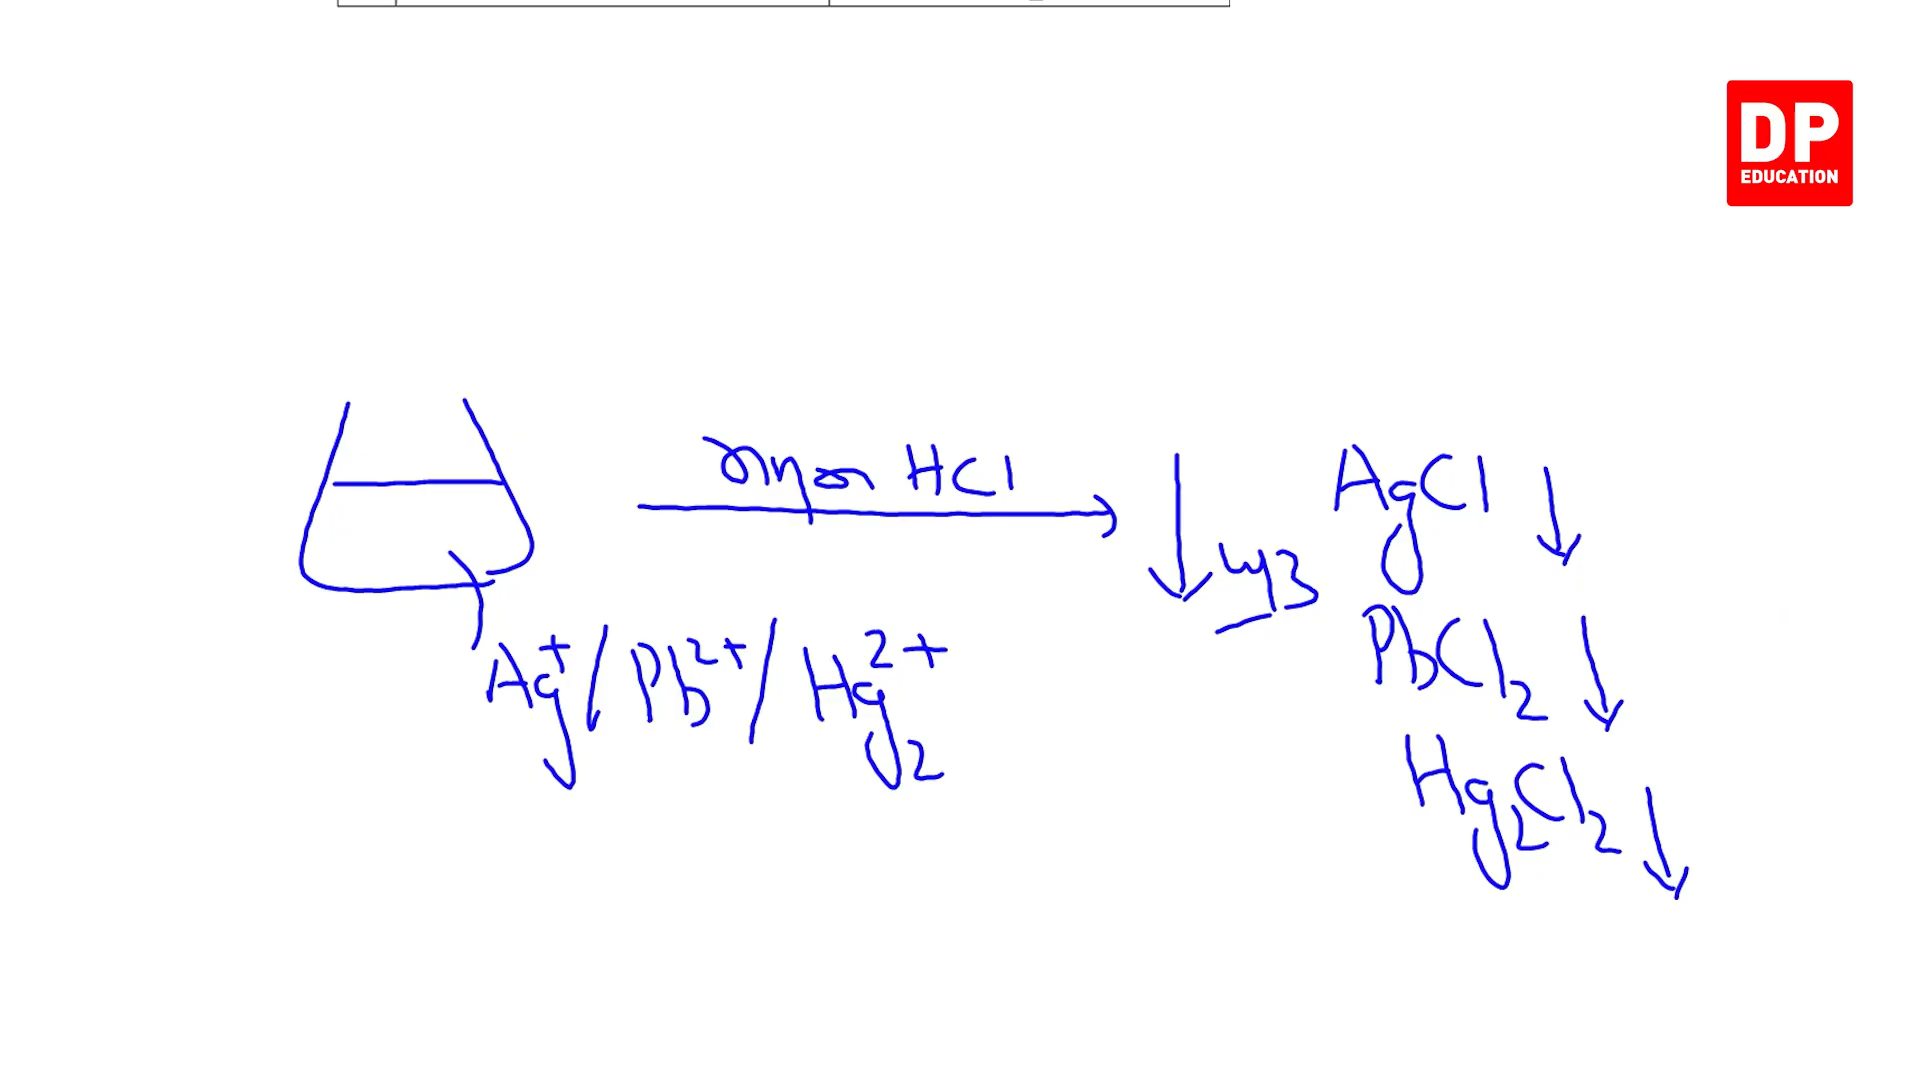 DP
EDUCATION
තනුක HCl
AgCl ↓
↓ සුදු
Ag⁺ / Pb²⁺ / Hg₂²⁺
PbCl₂ ↓
Hg₂Cl₂ ↓